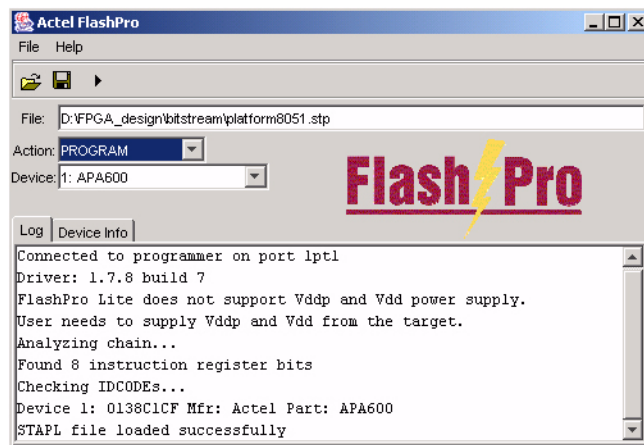 Actel FlashPro
File Help
File: D:\FPGA_design\bitstream\platform8051.stp
Action: PROGRAM
Device: 1: APA600
Flash Pro
Log Device Info
Connected to programmer on port lpt1
Driver: 1.7.8 build 7
FlashPro Lite does not support Vddp and Vdd power supply.
User needs to supply Vddp and Vdd from the target.
Analyzing chain...
Found 8 instruction register bits
Checking IDCODEs...
Device 1: 0138C1CF Mfr: Actel Part: APA600
STAPL file loaded successfully